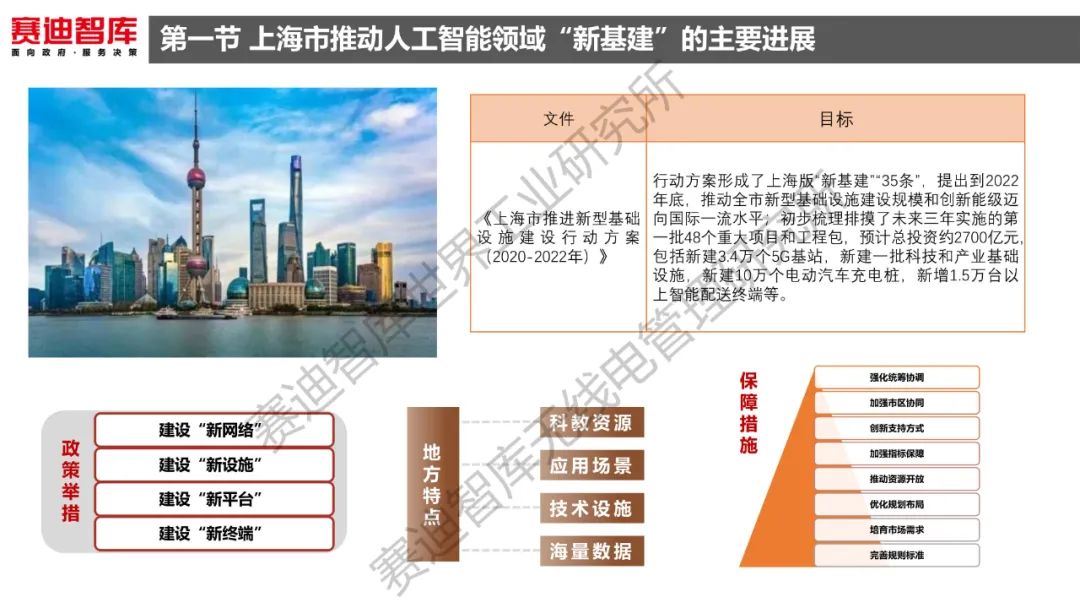 赛迪智库
面向政府·服务决策
第一节 上海市推动人工智能领域“新基建”的主要进展
文件
目标
《上海市推进新型基础
设施建设行动方案
（2020-2022年）》
行动方案形成了上海版“新基建”“35条”，提出到2022
年底，推动全市新型基础设施建设规模和创新能级迈
向国际一流水平；初步梳理排摸了未来三年实施的第
一批48个重大项目和工程包，预计总投资约2700亿元,
包括新建3.4万个5G基站，新建一批科技和产业基础
设施，新建10万个电动汽车充电桩，新增1.5万台以
上智能配送终端等。
政策举措
建设“新网络”
建设“新设施”
建设“新平台”
建设“新终端”
地方特点
科教资源
应用场景
技术设施
海量数据
保障措施
强化统筹协调
加强市区协同
创新支持方式
加强指标保障
推动资源开放
优化规划布局
培育市场需求
完善规则标准
赛迪智库世界工业研究所
赛迪智库无线电管理研究所